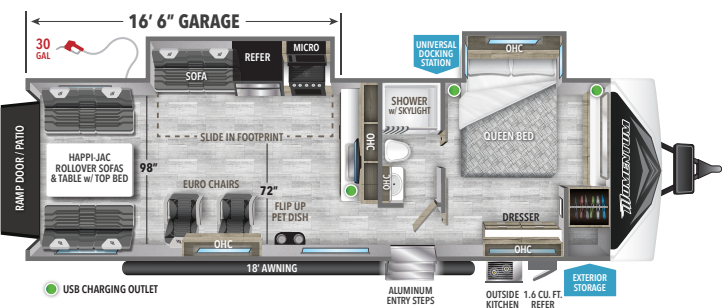 16' 6" GARAGE
30
GAL
SOFA
REFER
MICRO
UNIVERSAL
DOCKING
STATION
OHC
SHOWER
w/ SKYLIGHT
QUEEN BED
SLIDE IN FOOTPRINT
OHC
RAMP DOOR / PATIO
HAPPI-JAC
ROLLOVER SOFAS
& TABLE w/ TOP BED
98"
EURO CHAIRS
72"
FLIP UP
PET DISH
OHC
OHC
DRESSER
OHC
MOMENTUM
18' AWNING
USB CHARGING OUTLET
ALUMINUM
ENTRY STEPS
OUTSIDE
KITCHEN
1.6 CU. FT.
REFER
EXTERIOR
STORAGE